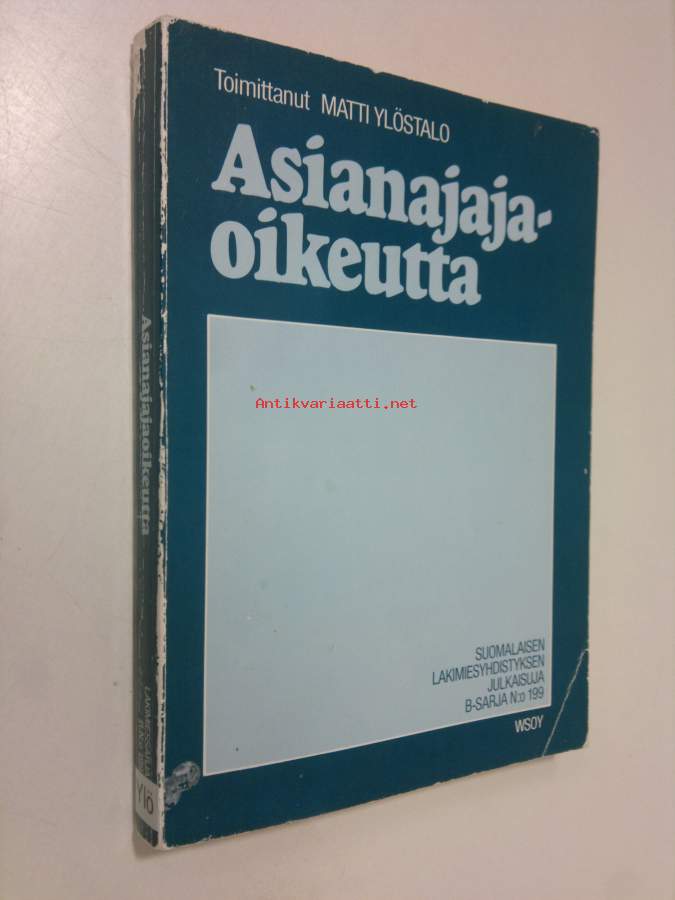 Toimittanut MATTI YLÖSTALO
Asianajaja-
oikeutta
Antikvariaatti.net
SUOMALAISEN
LAKIMIESYHDISTYKSEN
JULKAISUJA
B-SARJA N:o 199
WSOY
Asianajajaoikeutta
Ylö